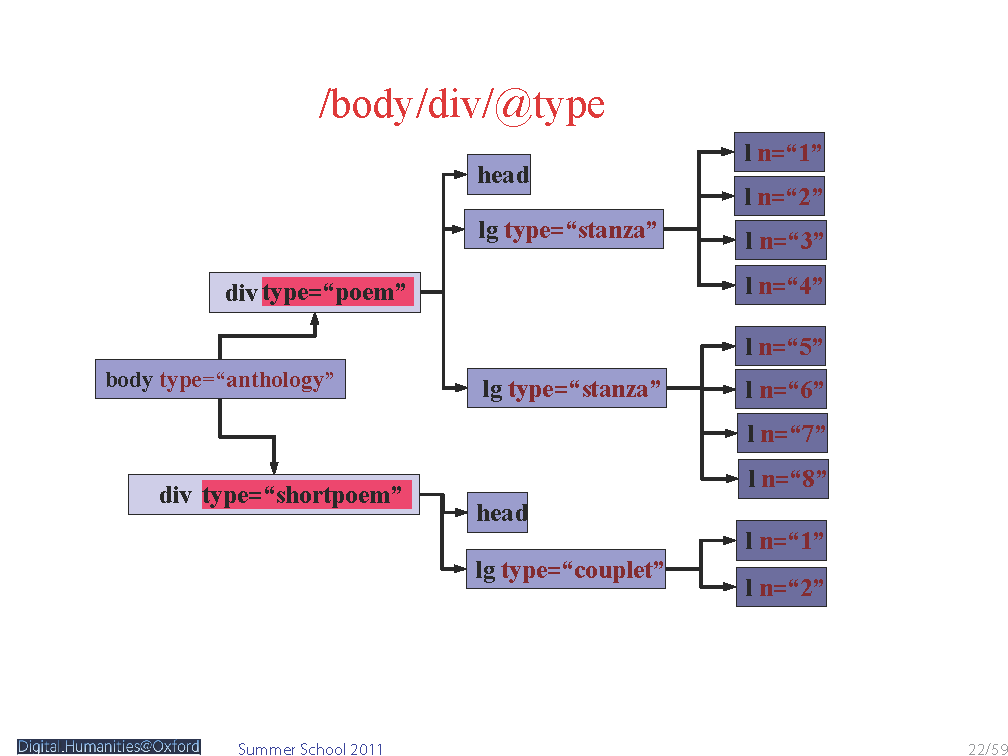 /body/div/@type
head
lg type=“stanza”
l n=“1”
l n=“2”
l n=“3”
l n=“4”
div type=“poem”
body type=“anthology”
lg type=“stanza”
l n=“5”
l n=“6”
l n=“7”
l n=“8”
div type=“shortpoem”
head
lg type=“couplet”
l n=“1”
l n=“2”
Digital.Humanities@Oxford
Summer School 2011
22/59